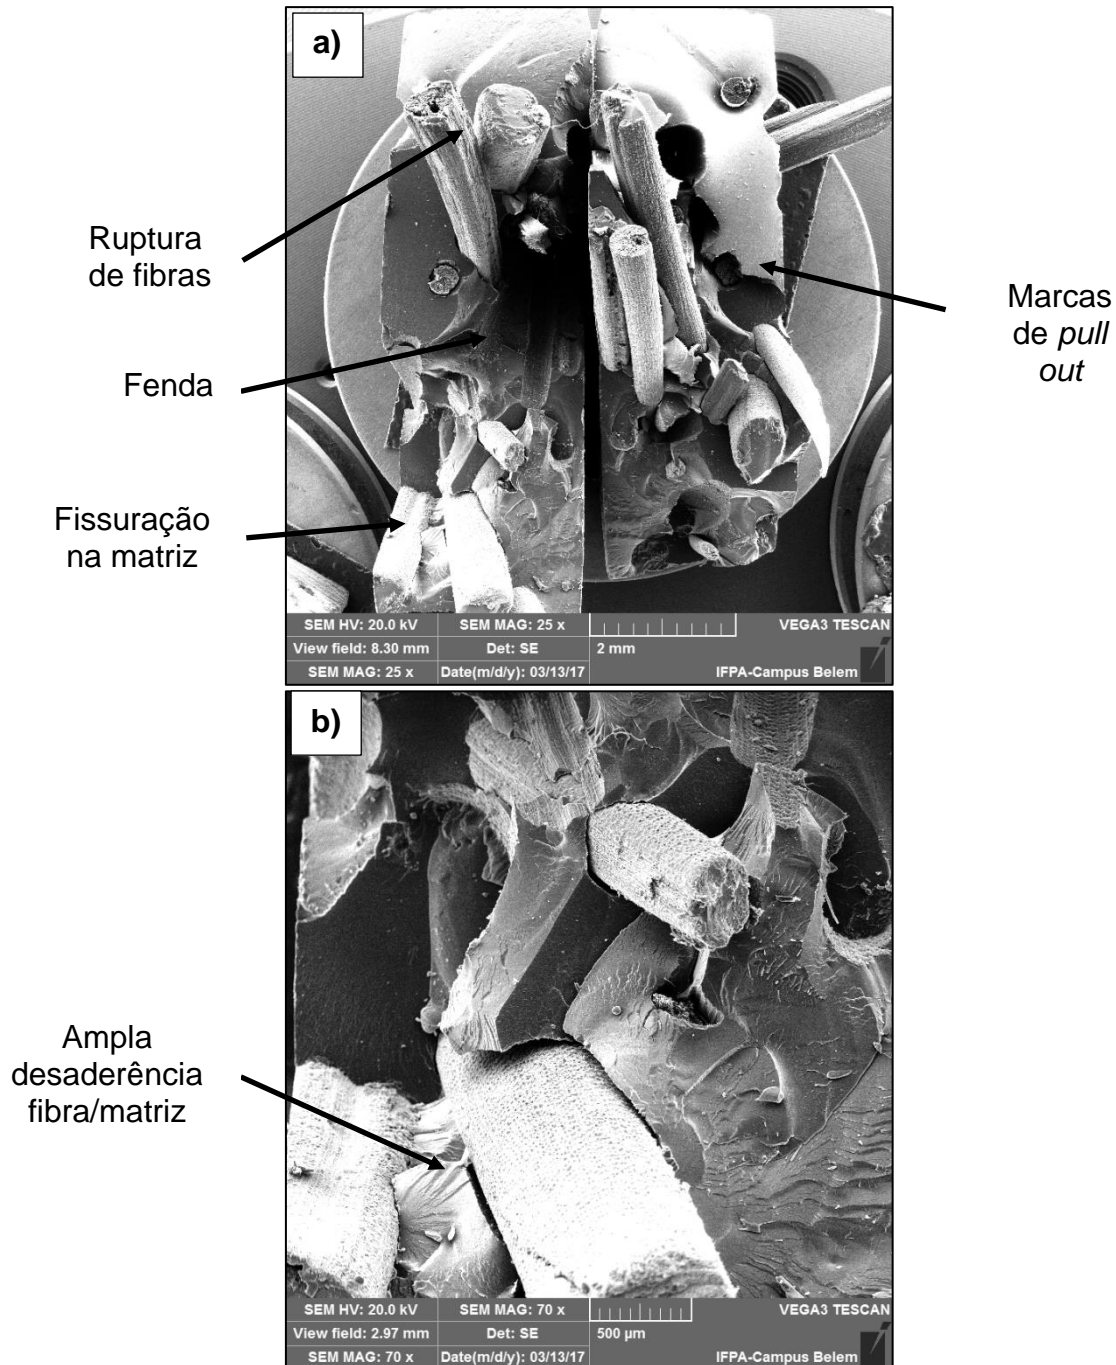 a)
Ruptura
de fibras
Fenda
Fissuração
na matriz
Marcas
de pull
out
SEM HV: 20.0 kV SEM MAG: 25 x VEGA3 TESCAN
View field: 8.30 mm Det: SE 2 mm
SEM MAG: 25 x Date(m/d/y): 03/13/17 IFPA-Campus Belem
b)
Ampla
desaderência
fibra/matriz
SEM HV: 20.0 kV SEM MAG: 70 x VEGA3 TESCAN
View field: 2.97 mm Det: SE 500 µm
SEM MAG: 70 x Date(m/d/y): 03/13/17 IFPA-Campus Belem